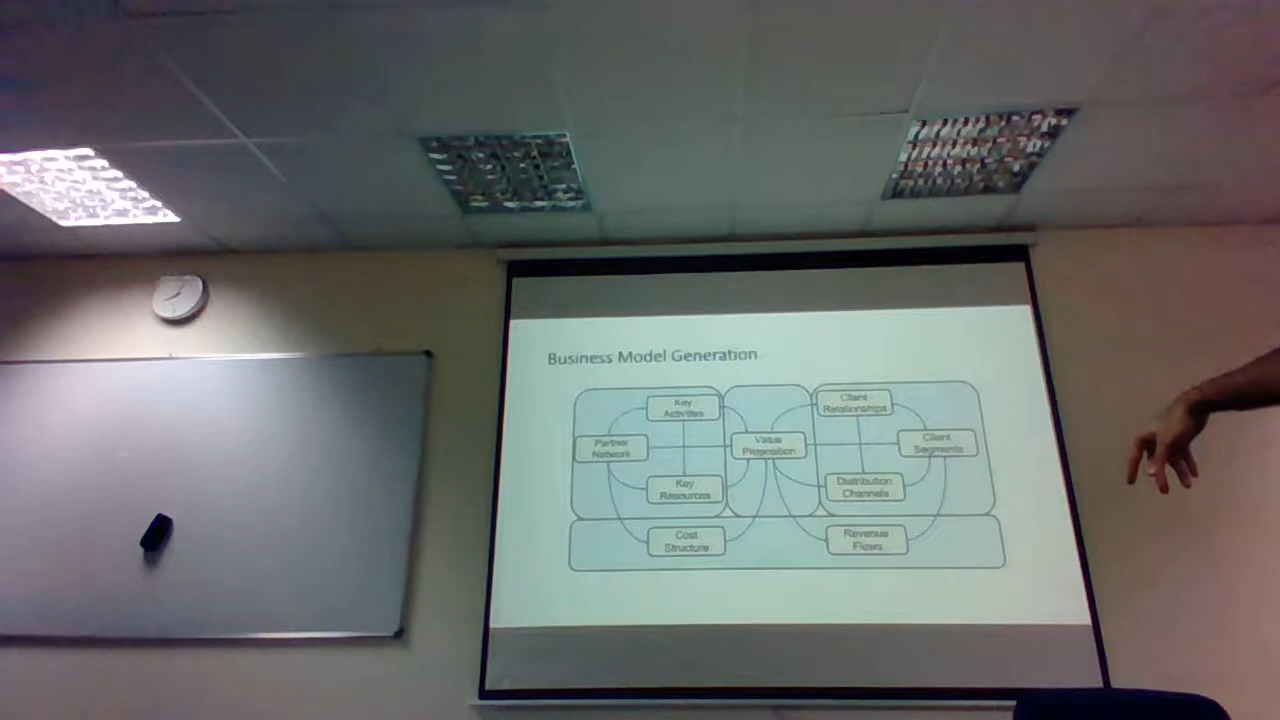 Business Model Generation
Key
Activities
Client
Relationships
Partner
Network
Value
Proposition
Client
Segments
Key
Resources
Distribution
Channels
Cost
Structure
Revenue
Flows